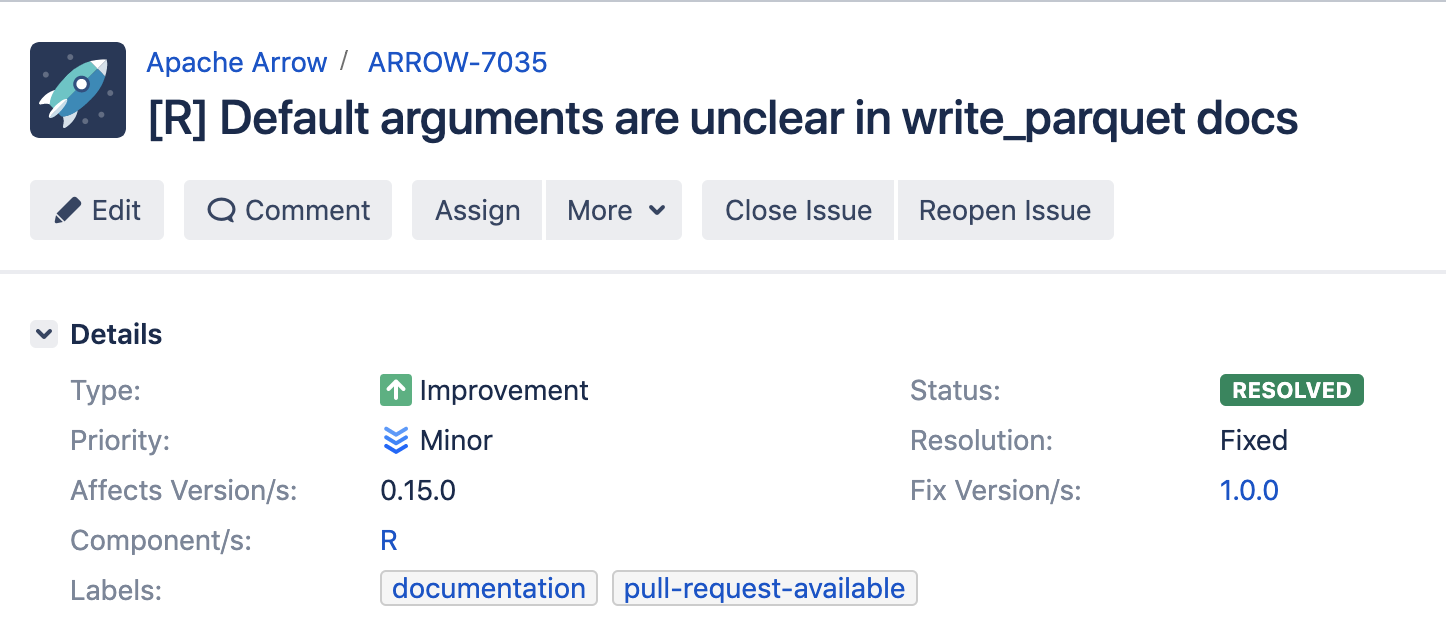 Apache Arrow / ARROW-7035
[R] Default arguments are unclear in write_parquet docs
Edit Comment Assign More Close Issue Reopen Issue
Details
Type: Improvement Status: RESOLVED
Priority: Minor Resolution: Fixed
Affects Version/s: 0.15.0 Fix Version/s: 1.0.0
Component/s: R
Labels: documentation pull-request-available